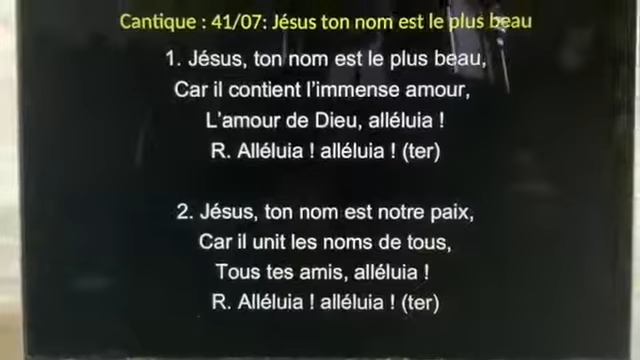 Cantique : 41/07: Jésus ton nom est le plus beau
1. Jésus, ton nom est le plus beau,
Car il contient l'immense amour,
L'amour de Dieu, alléluia !
R. Alléluia ! alléluia ! (ter)
2. Jésus, ton nom est notre paix,
Car il unit les noms de tous,
Tous tes amis, alléluia !
R. Alléluia ! alléluia ! (ter)